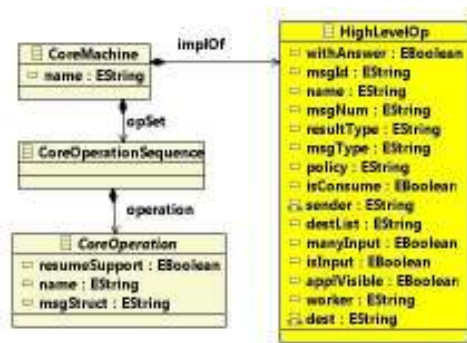 CoreMachine
name : EString
implOf
opSet
CoreOperationSequence
operation
CoreOperation
resumeSupport : EBoolean
name : EString
msgStruct : EString
HighLevelOp
withAnswer : EBoolean
msgId : EString
name : EString
msgNum : EString
resultType : EString
msgType : EString
policy : EString
isConsume : EBoolean
sender : EString
destList : EString
manyInput : EBoolean
isInput : EBoolean
applVisible : EBoolean
worker : EString
dest : EString